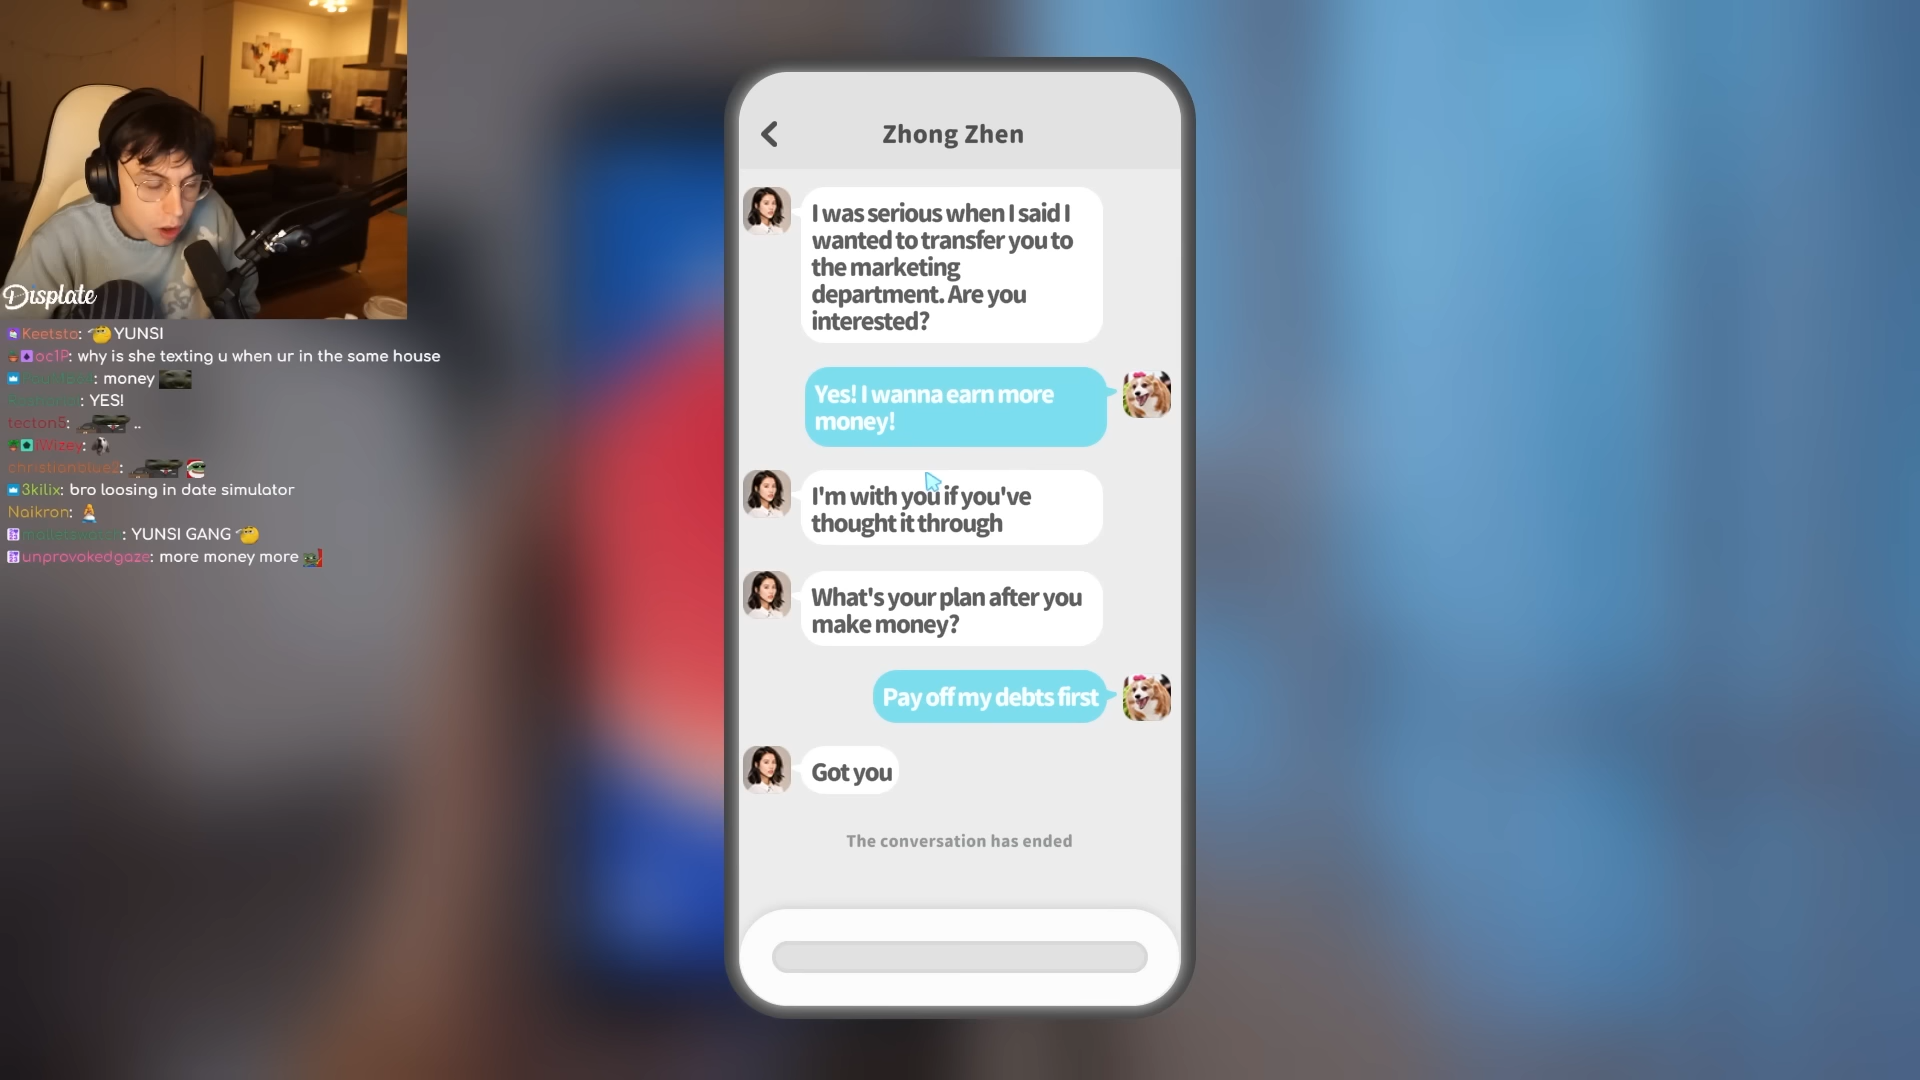 Displate
Keetsto: YUNSI
oc1P: why is she texting u when ur in the same house
: money
: YES!
tecton5: ..
iWizey:
christianblue2:
3kilix: bro loosing in date simulator
Naikron:
: YUNSI GANG
unprovokedgaze: more money more
Zhong Zhen
I was serious when I said I
wanted to transfer you to
the marketing
department. Are you
interested?
Yes! I wanna earn more
money!
I'm with you if you've
thought it through
What's your plan after you
make money?
Pay off my debts first
Got you
The conversation has ended